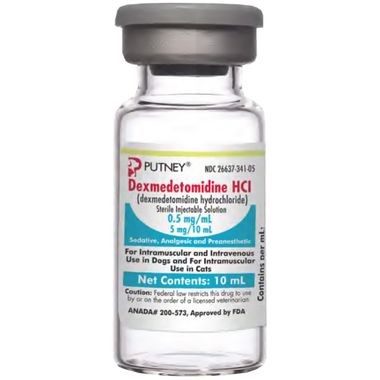 PUTNEY®
NDC 26637-341-05
Dexmedetomidine HCl
(dexmedetomidine hydrochloride)
Sterile Injectable Solution
0.5 mg/mL
5 mg/10 mL
Sedative, Analgesic and Preanesthetic
For Intramuscular and Intravenous
Use in Dogs and For Intramuscular
Use in Cats
Net Contents: 10 mL
Caution: Federal law restricts this drug to use
by or on the order of a licensed veterinarian.
ANADA# 200-573, Approved by FDA
Contains per mL: